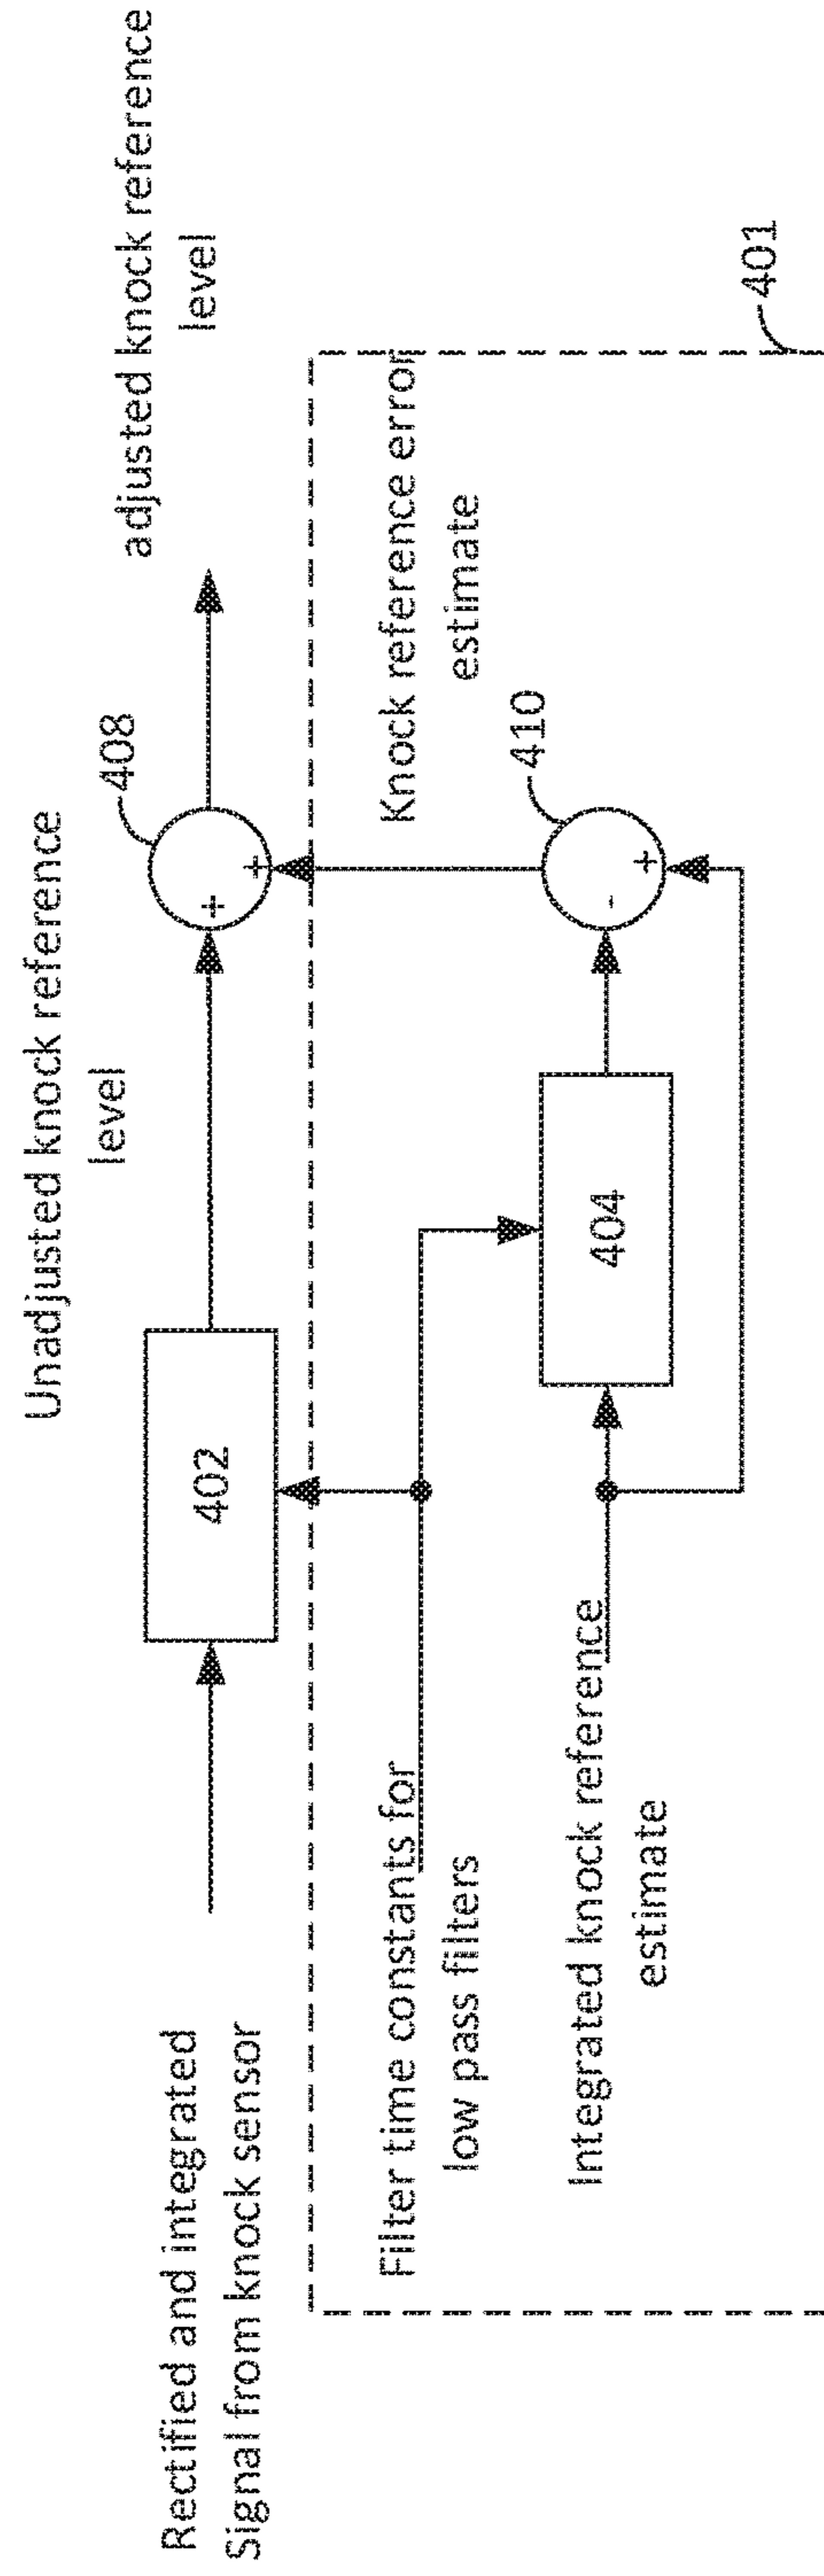 Unadjusted knock reference
level
408
adjusted knock reference
level
Rectified and integrated
Signal from knock sensor
402
Filter time constants for
low pass filters
Knock reference error
estimate
410
404
Integrated knock reference
estimate
401
+
+
-
+